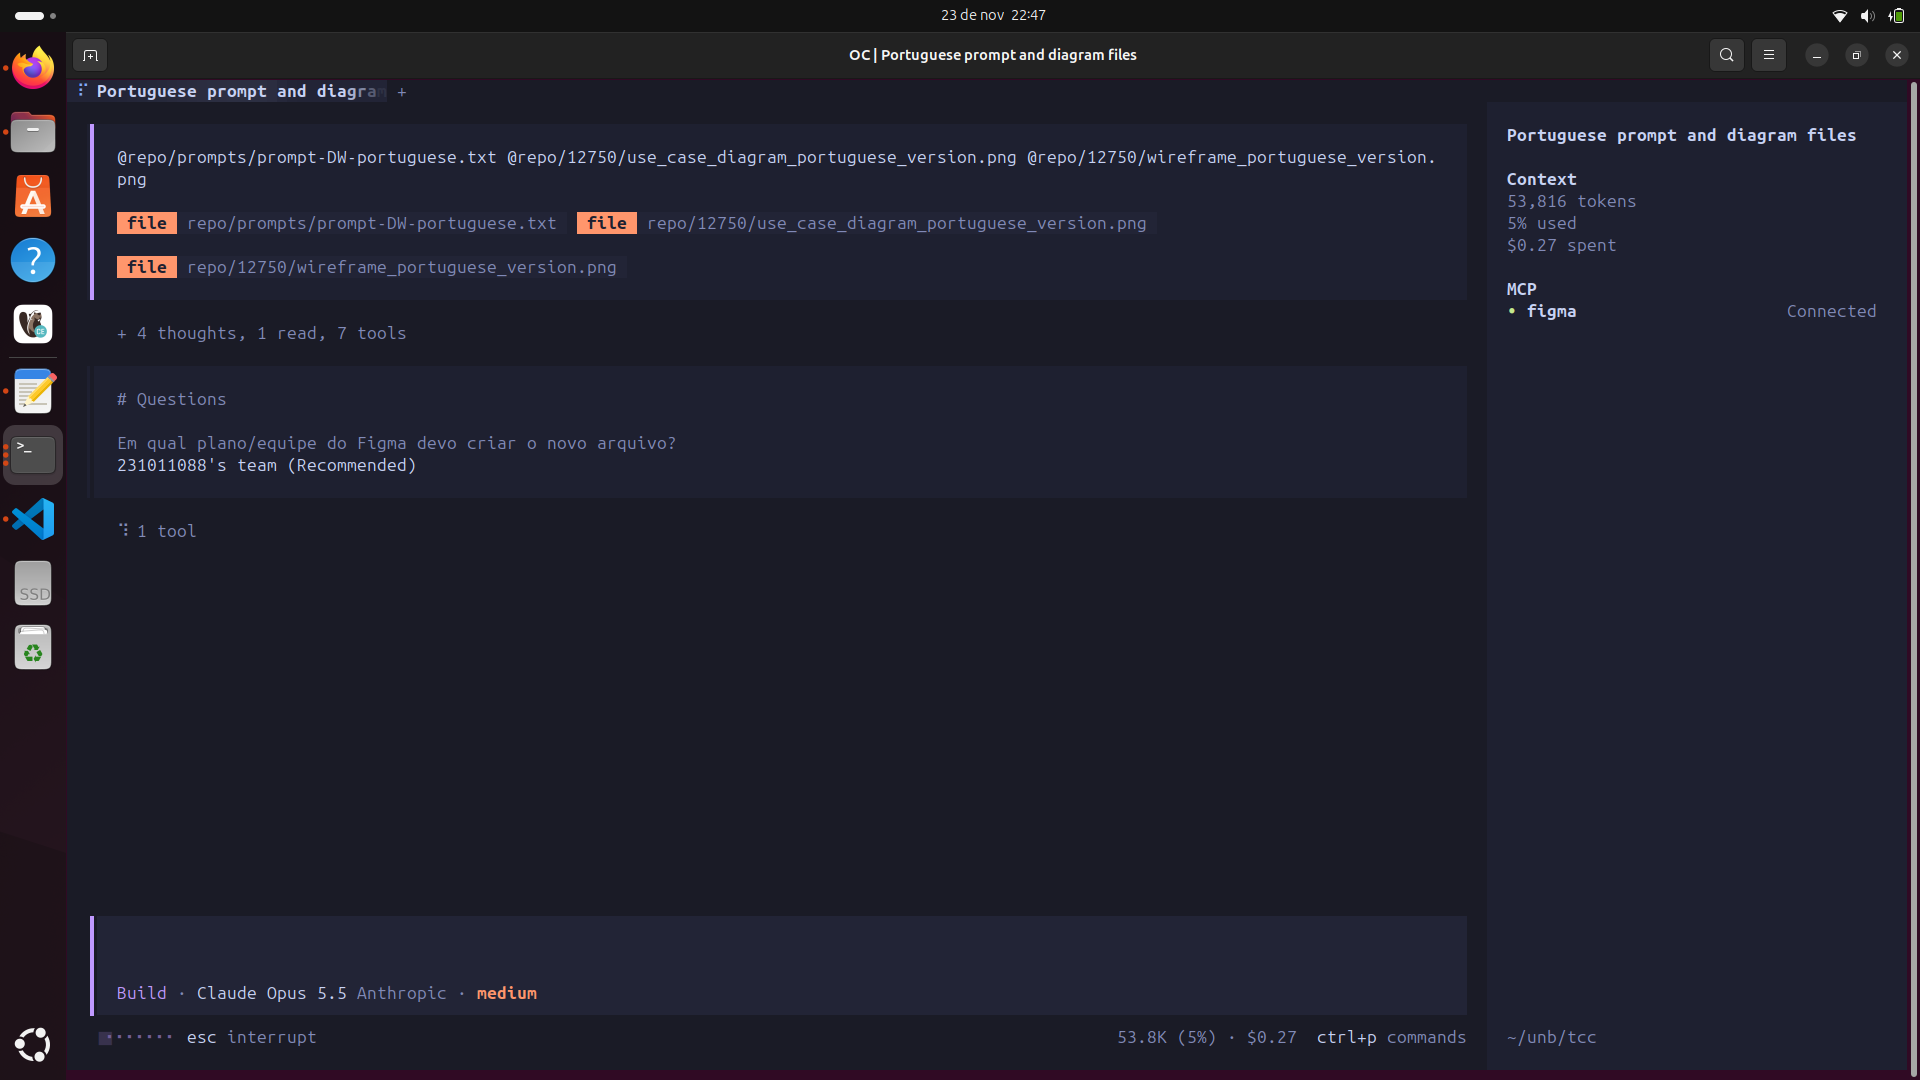 23 de nov 22:47
OC | Portuguese prompt and diagram files
Portuguese prompt and diagram +
@repo/prompts/prompt-DW-portuguese.txt @repo/12750/use_case_diagram_portuguese_version.png @repo/12750/wireframe_portuguese_version.
png
file repo/prompts/prompt-DW-portuguese.txt file repo/12750/use_case_diagram_portuguese_version.png
file repo/12750/wireframe_portuguese_version.png
+ 4 thoughts, 1 read, 7 tools
# Questions
Em qual plano/equipe do Figma devo criar o novo arquivo?
231011088's team (Recommended)
1 tool
Build · Claude Opus 5.5 Anthropic · medium
esc interrupt
53.8K (5%) · $0.27 ctrl+p commands
Portuguese prompt and diagram files
Context
53,816 tokens
5% used
$0.27 spent
MCP
• figma Connected
~/unb/tcc
SSD